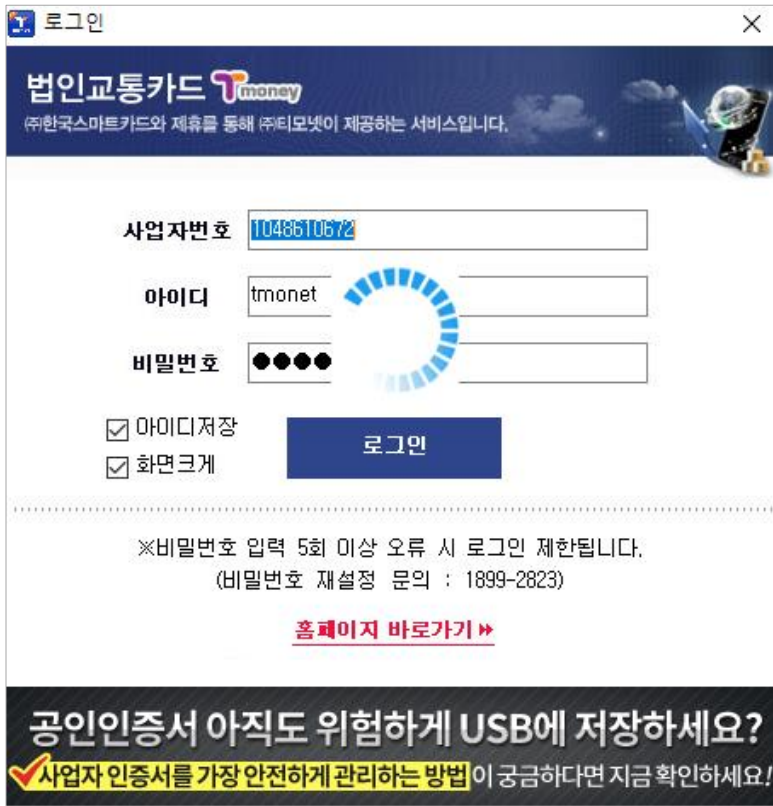 로그인
법인교통카드 Tmoney
㈜한국스마트카드와 제휴를 통해 ㈜티모넷이 제공하는 서비스입니다.
사업자번호 1048610672
아이디 tmonet
비밀번호 ●●●●
아이디저장
로그인
화면크게
※비밀번호 입력 5회 이상 오류 시 로그인 제한됩니다.
(비밀번호 재설정 문의 : 1899-2823)
홈페이지 바로가기
공인인증서 아직도 위험하게 USB에 저장하세요?
사업자 인증서를 가장 안전하게 관리하는 방법이 궁금하다면 지금 확인하세요!